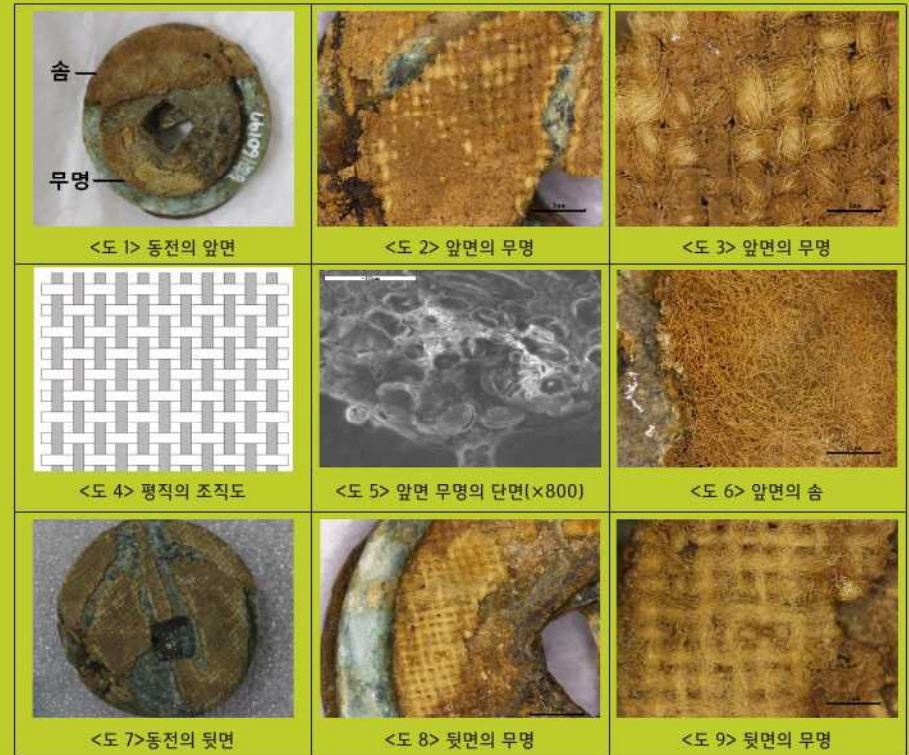 솜
무명
<도 1> 동전의 앞면
<도 2> 앞면의 무명
<도 3> 앞면의 무명
<도 4> 평직의 조직도
<도 5> 앞면 무명의 단면(×800)
<도 6> 앞면의 솜
<도 7>동전의 뒷면
<도 8> 뒷면의 무명
<도 9> 뒷면의 무명